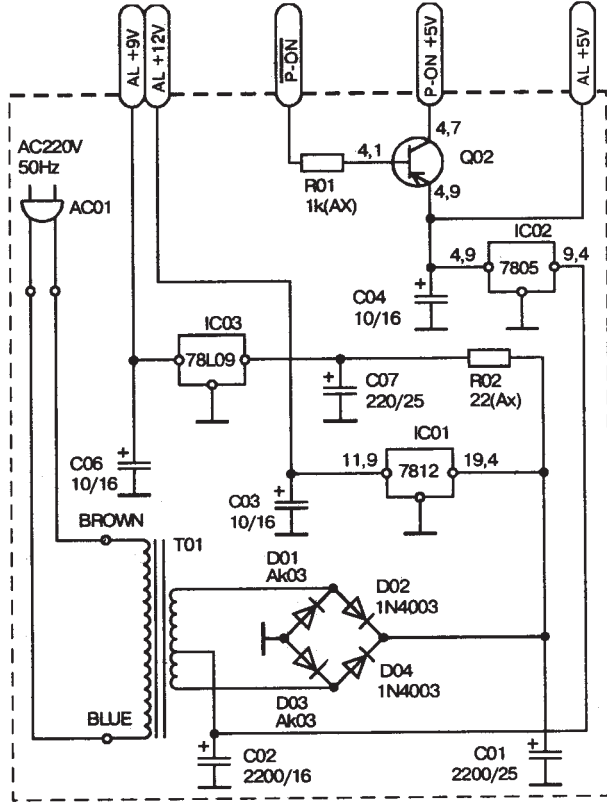 AL +9V
AL +12V
P-ON
P-ON +5V
AL +5V
AC220V
50Hz
AC01
4,7
4,1
Q02
R01
1k(AX)
4,9
IC02
4,9
7805
9,4
C04
10/16
IC03
78L09
C07
220/25
R02
22(Ax)
IC01
C06
10/16
11,9
7812
19,4
C03
10/16
BROWN
T01
D01
Ak03
D02
1N4003
D04
1N4003
D03
Ak03
BLUE
C02
2200/16
C01
2200/25